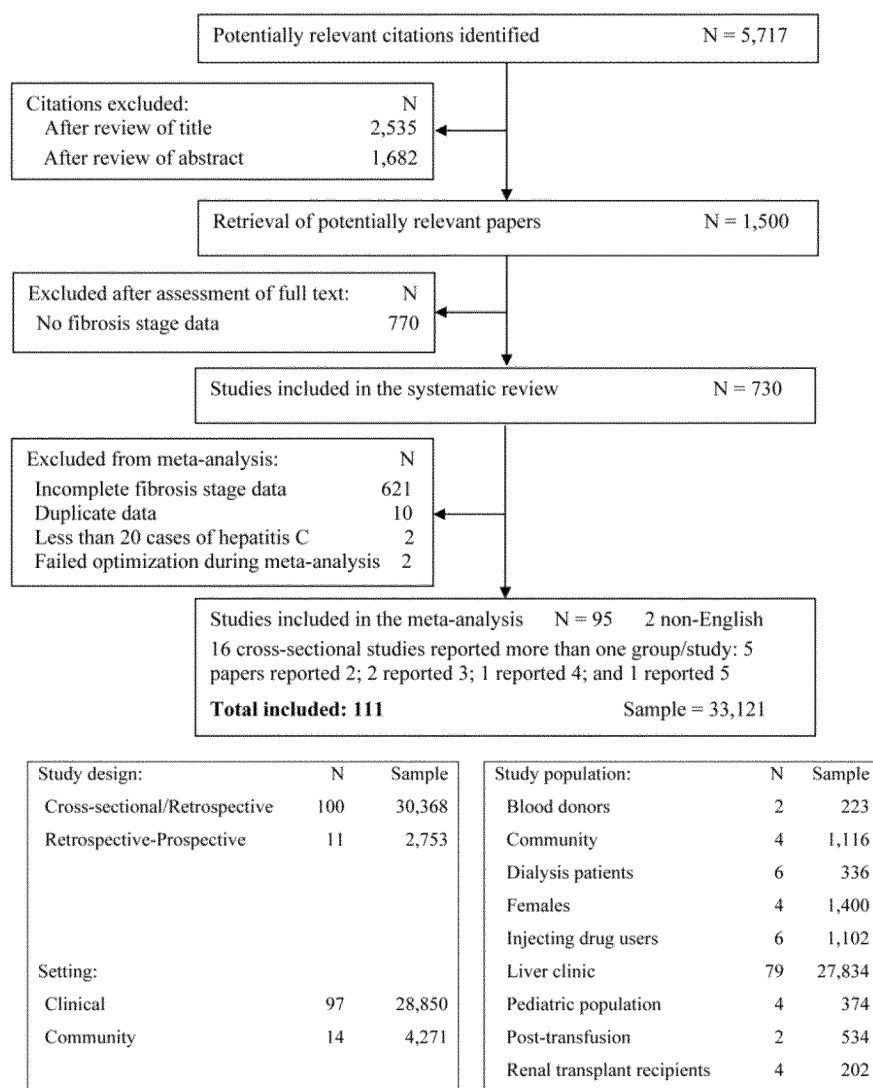 Potentially relevant citations identified N = 5,717
Citations excluded: N
After review of title 2,535
After review of abstract 1,682
Retrieval of potentially relevant papers N = 1,500
Excluded after assessment of full text: N
No fibrosis stage data 770
Studies included in the systematic review N = 730
Excluded from meta-analysis: N
Incomplete fibrosis stage data 621
Duplicate data 10
Less than 20 cases of hepatitis C 2
Failed optimization during meta-analysis 2
Studies included in the meta-analysis N = 95 2 non-English
16 cross-sectional studies reported more than one group/study: 5
papers reported 2; 2 reported 3; 1 reported 4; and 1 reported 5
Total included: 111 Sample = 33,121
Study design: N Sample
Cross-sectional/Retrospective 100 30,368
Retrospective-Prospective 11 2,753
Setting:
Clinical 97 28,850
Community 14 4,271
Study population: N Sample
Blood donors 2 223
Community 4 1,116
Dialysis patients 6 336
Females 4 1,400
Injecting drug users 6 1,102
Liver clinic 79 27,834
Pediatric population 4 374
Post-transfusion 2 534
Renal transplant recipients 4 202